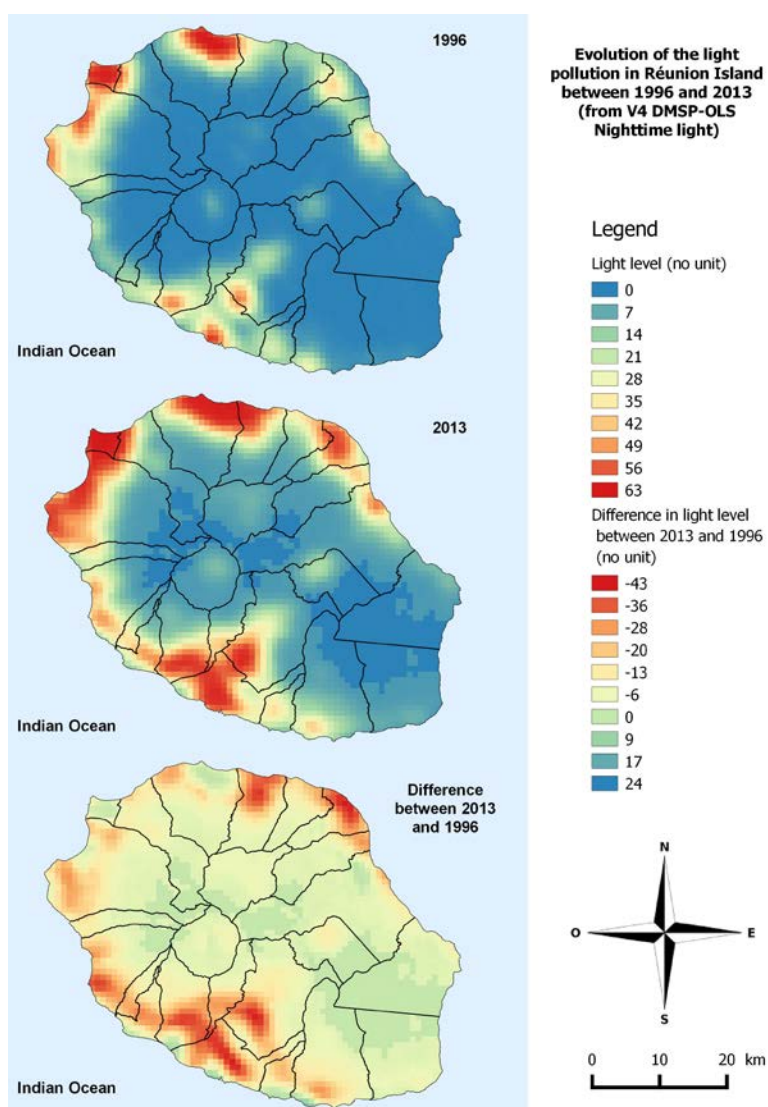 1996
Indian Ocean
2013
Indian Ocean
Difference
between 2013
and 1996
Indian Ocean
Evolution of the light
pollution in Réunion Island
between 1996 and 2013
(from V4 DMSP-OLS
Nighttime light)
Legend
Light level (no unit)
0
7
14
21
28
35
42
49
56
63
Difference in light level
between 2013 and 1996
(no unit)
-43
-36
-28
-20
-13
-6
0
9
17
24
N
O
E
S
0 10 20 km